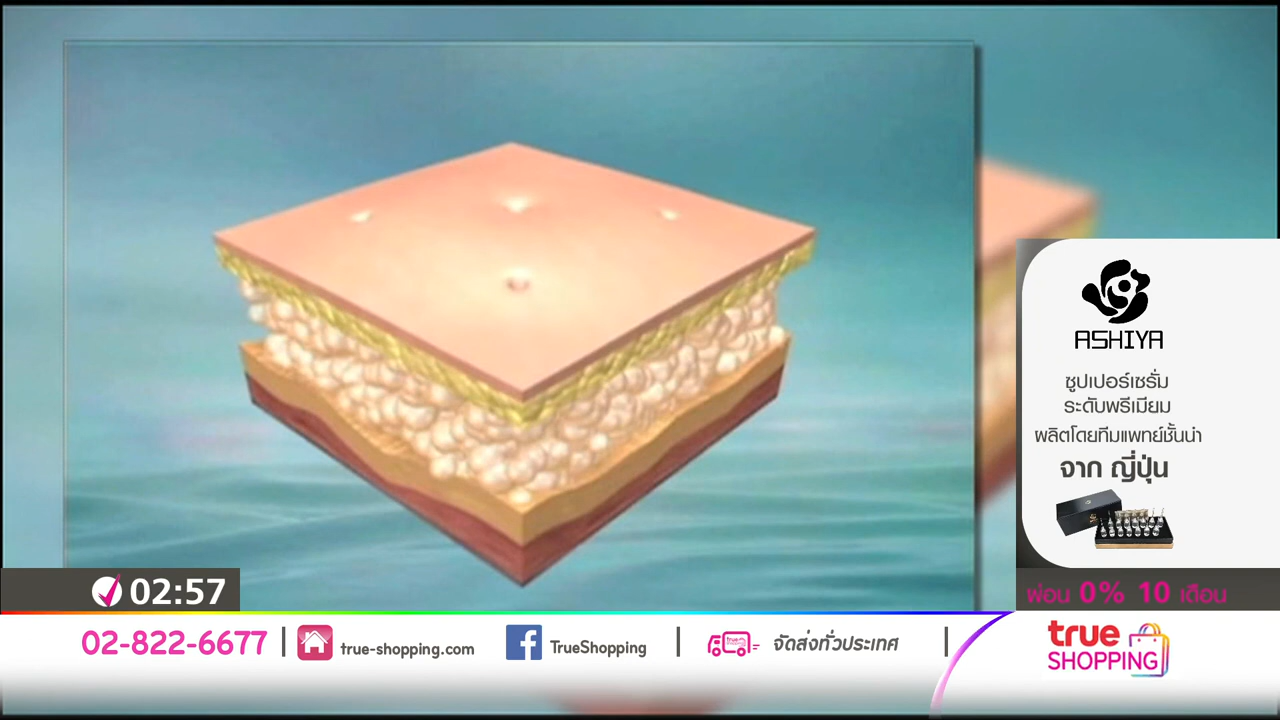 ASHIYA
ซูปเปอร์เซรั่ม
ระดับพรีเมียม
ผลิตโดยทีมแพทย์ชั้นนำ
จาก ญี่ปุ่น
02:57
ผ่อน 0% 10 เดือน
02-822-6677
true-shopping.com
TrueShopping
จัดส่งทั่วประเทศ
true
SHOPPING